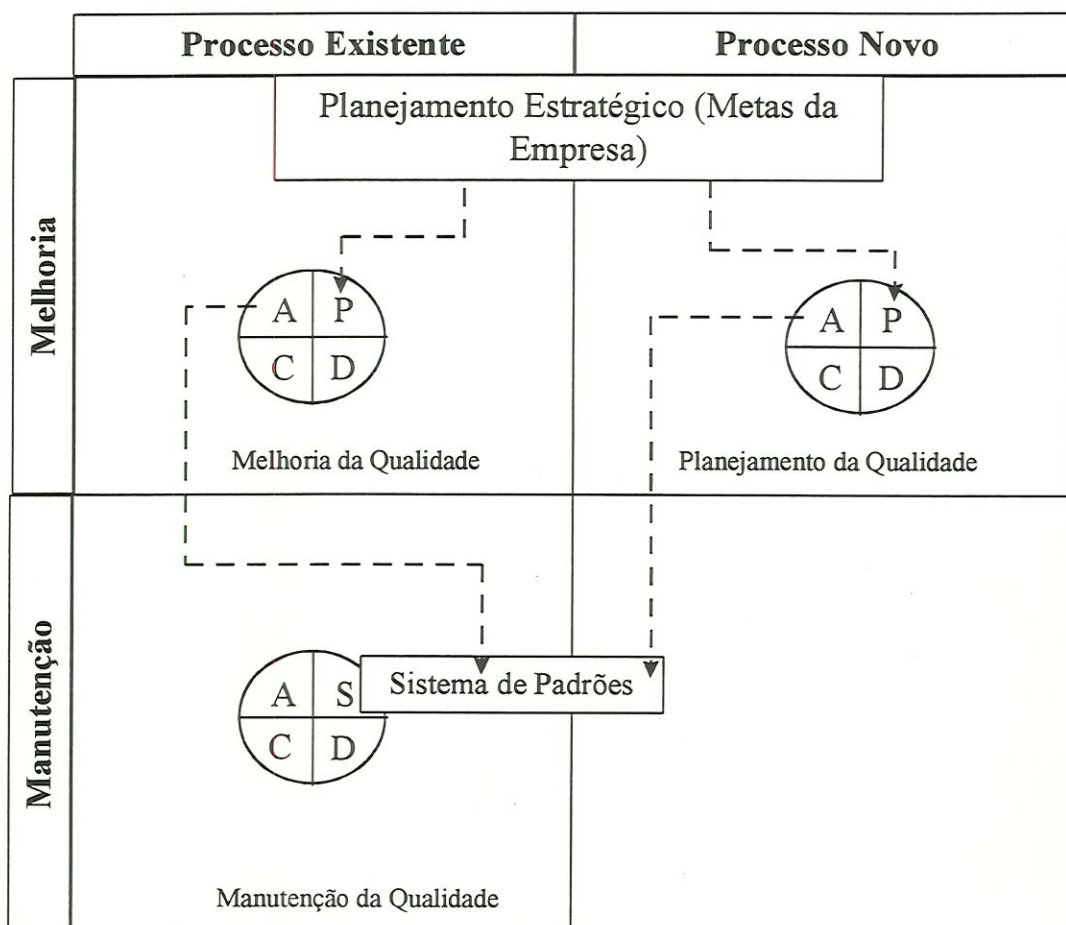 Processo Existente
Processo Novo
Planejamento Estratégico (Metas da
Empresa)
Melhoria
A P
C D
Melhoria da Qualidade
A P
C D
Planejamento da Qualidade
Manutenção
A S
C D
Sistema de Padrões
Manutenção da Qualidade